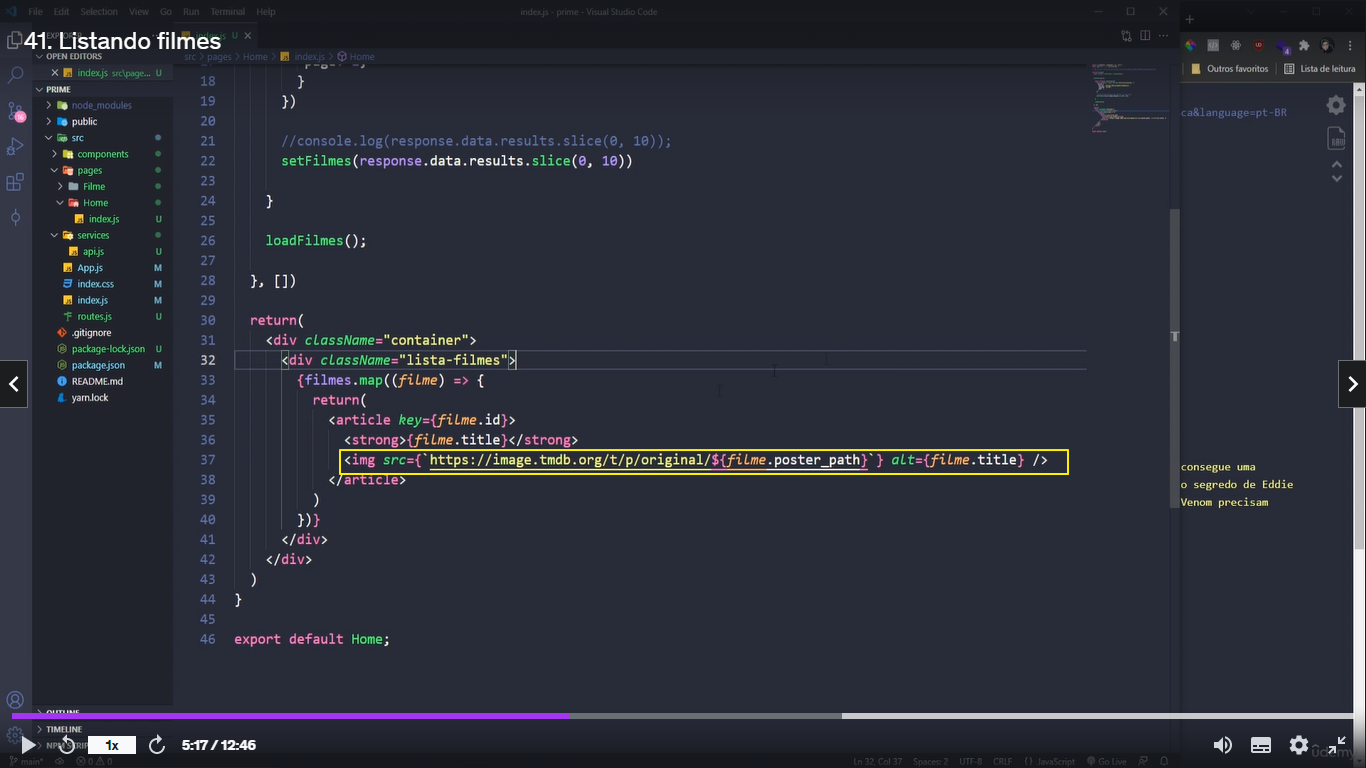 File Edit Selection View Go Run Terminal Help
index.js - prime - Visual Studio Code
41. Listando filmes
index.js U
OPEN EDITORS
index.js src\page... U
PRIME
node_modules
public
src
components
pages
Filme
Home
index.js U
services
api.js U
App.js M
index.css M
index.js M
routes.js U
.gitignore
package-lock.json U
package.json M
README.md
yarn.lock
OUTLINE
TIMELINE
src > pages > Home > index.js > Home
18 }
19 })
20
21 //console.log(response.data.results.slice(0, 10));
22 setFilmes(response.data.results.slice(0, 10))
23
24 }
25
26 loadFilmes();
27
28 }, [])
29
30 return(
31 <div className="container">
32 <div className="lista-filmes">
33 {filmes.map((filme) => {
34 return(
35 <article key={filme.id}>
36 <strong>{filme.title}</strong>
37 <img src={`https://image.tmdb.org/t/p/original/${filme.poster_path}`} alt={filme.title} />
38 </article>
39 )
40 })}
41 </div>
42 </div>
43 )
44 }
45
46 export default Home;
Outros favoritos Lista de leitura
ca&language=pt-BR
RAW
consegue uma
o segredo de Eddie
Venom precisam
1x 5:17 / 12:46
main* 0 0 Ln 32, Col 37 Spaces: 2 UTF-8 CRLF JavaScript Go Live
ûdemy